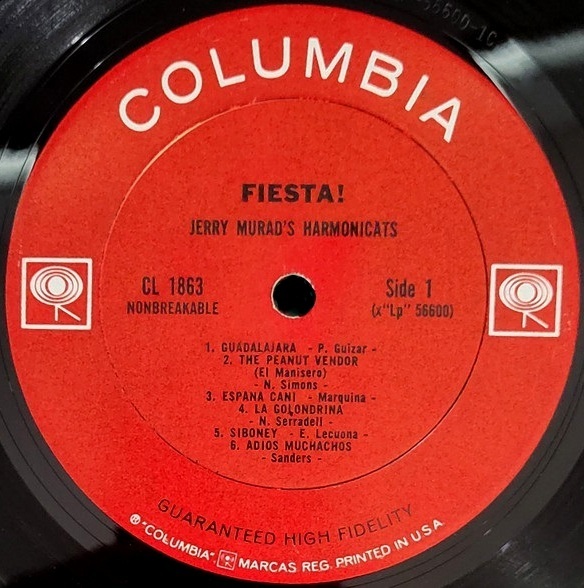 COLUMBIA
FIESTA!
JERRY MURAD'S HARMONICATS
CL 1863
NONBREAKABLE
Side 1
(x"Lp" 56600)
1. GUADALAJARA - P. Guizar -
2. THE PEANUT VENDOR
(El Manisero)
- N. Simons -
3. ESPANA CANI - Marquina -
4. LA GOLONDRINA
- N. Serradell -
5. SIBONEY - E. Lecuona -
6. ADIOS MUCHACHOS
- Sanders -
GUARANTEED HIGH FIDELITY
® "COLUMBIA", MARCAS REG. PRINTED IN U.S.A.